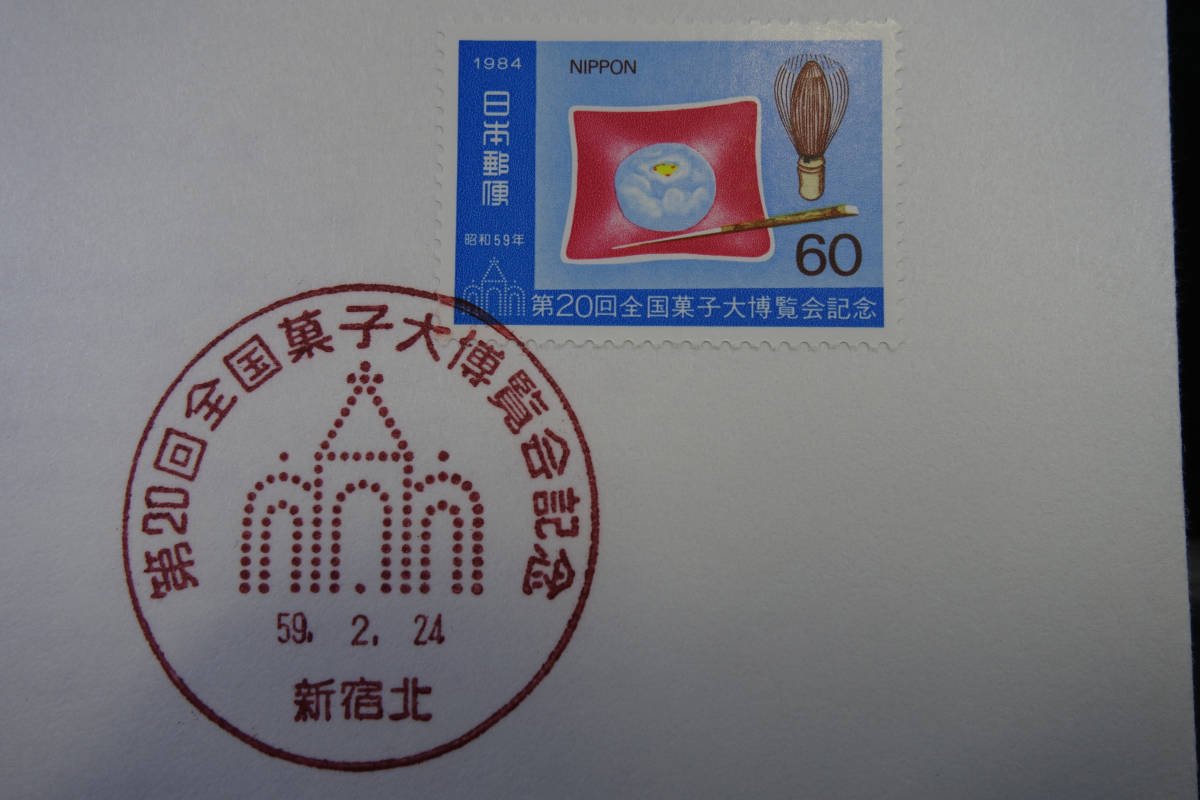 1984
NIPPON
日本郵便
昭和59年
60
第20回全国菓子大博覧会記念
第20回全国菓子大博覧会記念
59. 2. 24
新宿北